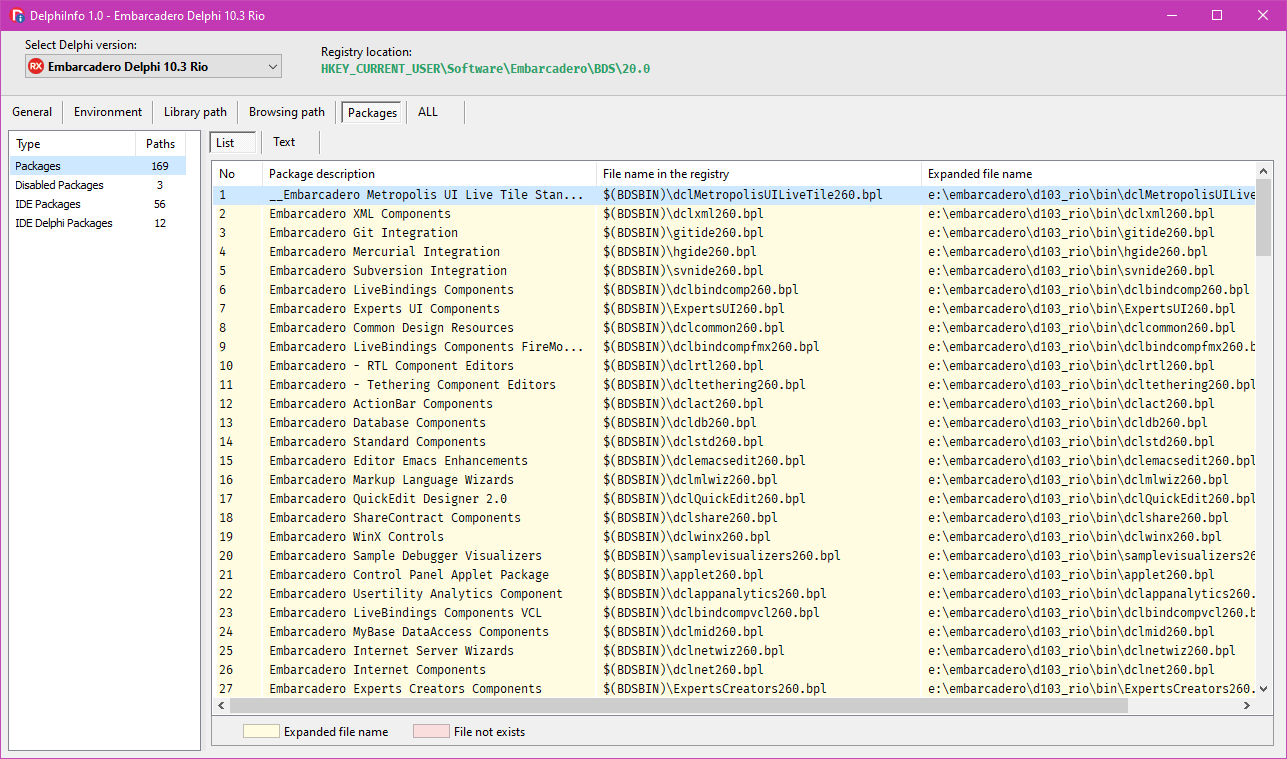 DelphiInfo 1.0 - Embarcadero Delphi 10.3 Rio
Select Delphi version:
RX Embarcadero Delphi 10.3 Rio
Registry location:
HKEY_CURRENT_USER\Software\Embarcadero\BDS\20.0
General Environment Library path Browsing path Packages ALL
Type Paths
Packages 169
Disabled Packages 3
IDE Packages 56
IDE Delphi Packages 12
List Text
No Package description File name in the registry Expanded file name
1 __Embarcadero Metropolis UI Live Tile Stan... $(BDSBIN)\dclMetropolisUILiveTile260.bpl e:\embarcadero\d103_rio\bin\dclMetropolisUILive
2 Embarcadero XML Components $(BDSBIN)\dclxml260.bpl e:\embarcadero\d103_rio\bin\dclxml260.bpl
3 Embarcadero Git Integration $(BDSBIN)\gitide260.bpl e:\embarcadero\d103_rio\bin\gitide260.bpl
4 Embarcadero Mercurial Integration $(BDSBIN)\hgide260.bpl e:\embarcadero\d103_rio\bin\hgide260.bpl
5 Embarcadero Subversion Integration $(BDSBIN)\svnide260.bpl e:\embarcadero\d103_rio\bin\svnide260.bpl
6 Embarcadero LiveBindings Components $(BDSBIN)\dclbindcomp260.bpl e:\embarcadero\d103_rio\bin\dclbindcomp260.bpl
7 Embarcadero Experts UI Components $(BDSBIN)\ExpertsUI260.bpl e:\embarcadero\d103_rio\bin\ExpertsUI260.bpl
8 Embarcadero Common Design Resources $(BDSBIN)\dclcommon260.bpl e:\embarcadero\d103_rio\bin\dclcommon260.bpl
9 Embarcadero LiveBindings Components FireMo... $(BDSBIN)\dclbindcompfmx260.bpl e:\embarcadero\d103_rio\bin\dclbindcompfmx260.b
10 Embarcadero - RTL Component Editors $(BDSBIN)\dclrtl260.bpl e:\embarcadero\d103_rio\bin\dclrtl260.bpl
11 Embarcadero - Tethering Component Editors $(BDSBIN)\dcltethering260.bpl e:\embarcadero\d103_rio\bin\dcltethering260.bpl
12 Embarcadero ActionBar Components $(BDSBIN)\dclact260.bpl e:\embarcadero\d103_rio\bin\dclact260.bpl
13 Embarcadero Database Components $(BDSBIN)\dcldb260.bpl e:\embarcadero\d103_rio\bin\dcldb260.bpl
14 Embarcadero Standard Components $(BDSBIN)\dclstd260.bpl e:\embarcadero\d103_rio\bin\dclstd260.bpl
15 Embarcadero Editor Emacs Enhancements $(BDSBIN)\dclemacsedit260.bpl e:\embarcadero\d103_rio\bin\dclemacsedit260.bpl
16 Embarcadero Markup Language Wizards $(BDSBIN)\dclmlwiz260.bpl e:\embarcadero\d103_rio\bin\dclmlwiz260.bpl
17 Embarcadero QuickEdit Designer 2.0 $(BDSBIN)\dclQuickEdit260.bpl e:\embarcadero\d103_rio\bin\dclQuickEdit260.bpl
18 Embarcadero ShareContract Components $(BDSBIN)\dclshare260.bpl e:\embarcadero\d103_rio\bin\dclshare260.bpl
19 Embarcadero WinX Controls $(BDSBIN)\dclwinx260.bpl e:\embarcadero\d103_rio\bin\dclwinx260.bpl
20 Embarcadero Sample Debugger Visualizers $(BDSBIN)\samplevisualizers260.bpl e:\embarcadero\d103_rio\bin\samplevisualizers26
21 Embarcadero Control Panel Applet Package $(BDSBIN)\applet260.bpl e:\embarcadero\d103_rio\bin\applet260.bpl
22 Embarcadero Usertility Analytics Component $(BDSBIN)\dclappanalytics260.bpl e:\embarcadero\d103_rio\bin\dclappanalytics260.
23 Embarcadero LiveBindings Components VCL $(BDSBIN)\dclbindcompvcl260.bpl e:\embarcadero\d103_rio\bin\dclbindcompvcl260.b
24 Embarcadero MyBase DataAccess Components $(BDSBIN)\dclmid260.bpl e:\embarcadero\d103_rio\bin\dclmid260.bpl
25 Embarcadero Internet Server Wizards $(BDSBIN)\dclnetwiz260.bpl e:\embarcadero\d103_rio\bin\dclnetwiz260.bpl
26 Embarcadero Internet Components $(BDSBIN)\dclnet260.bpl e:\embarcadero\d103_rio\bin\dclnet260.bpl
27 Embarcadero Experts Creators Components $(BDSBIN)\ExpertsCreators260.bpl e:\embarcadero\d103_rio\bin\ExpertsCreators260.
Expanded file name File not exists